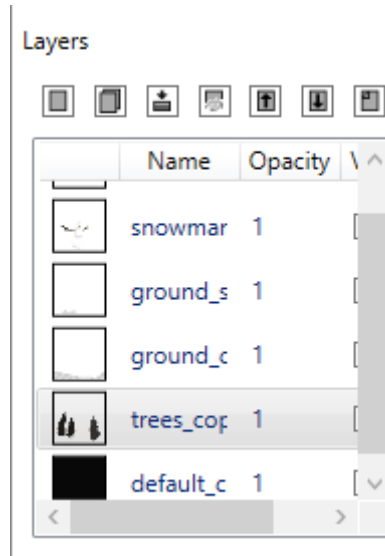 Layers
Name Opacity V
snowmar 1
ground_s 1
ground_c 1
trees_cop 1
default_c 1